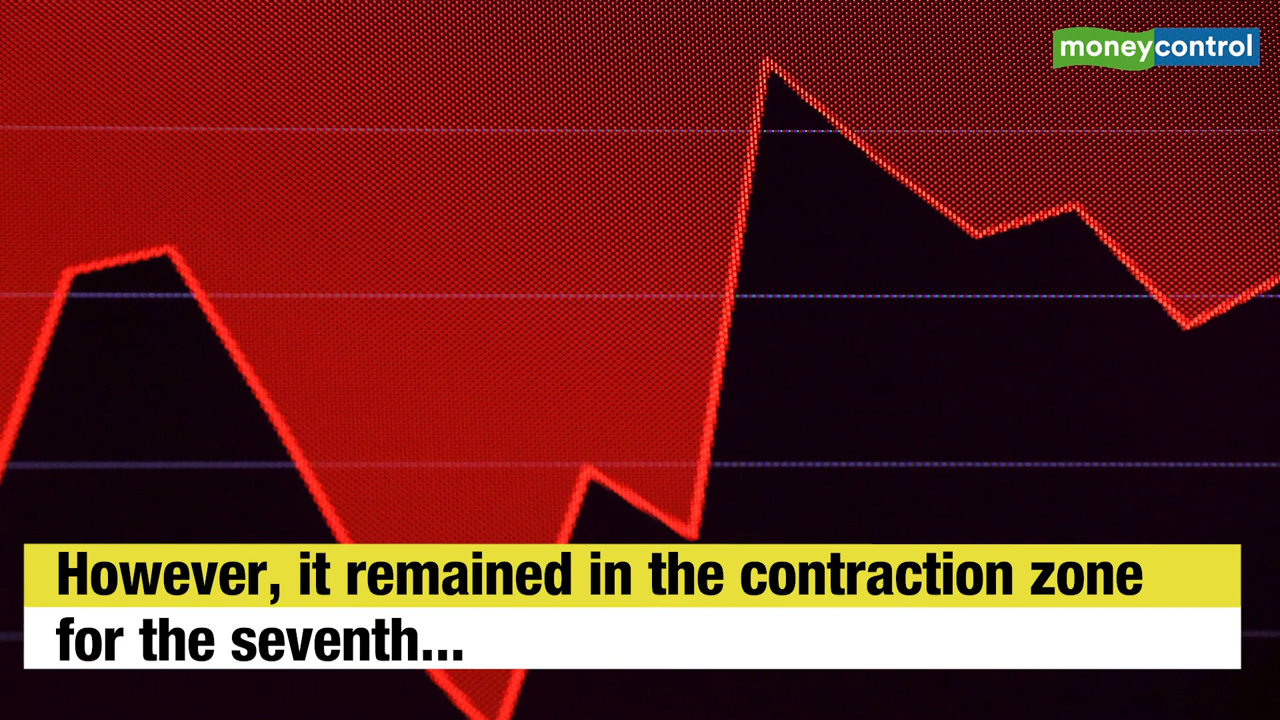 moneycontrol
However, it remained in the contraction zone
for the seventh...